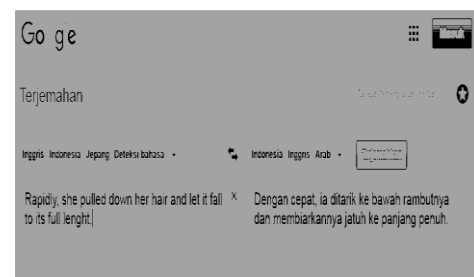 Go gle
Terjemahan
Inggris Indonesia Jepang Deteksi bahasa
Indonesia Inggris Arab
Rapidly, she pulled down her hair and let it fall
to its full lenght.
Dengan cepat, ia ditarik ke bawah rambutnya
dan membiarkannya jatuh ke panjang penuh.